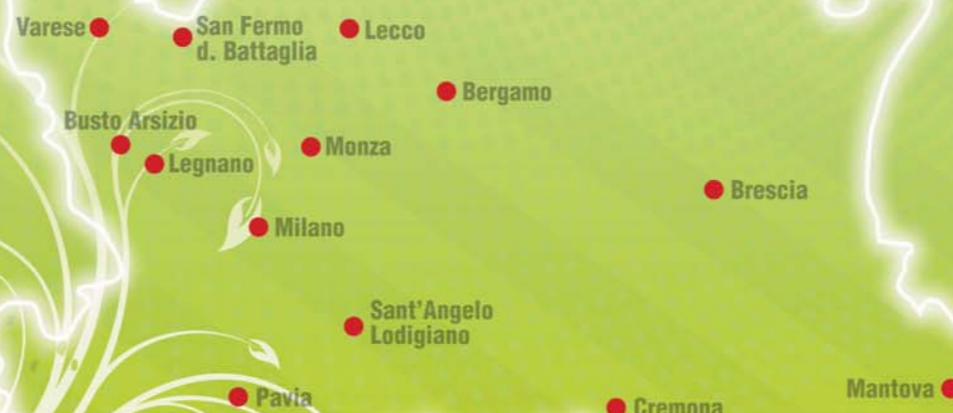 Varese
San Fermo
d. Battaglia
Lecco
Bergamo
Busto Arsizio
Legnano
Monza
Brescia
Milano
Sant'Angelo
Lodigiano
Pavia
Mantova
Cremona